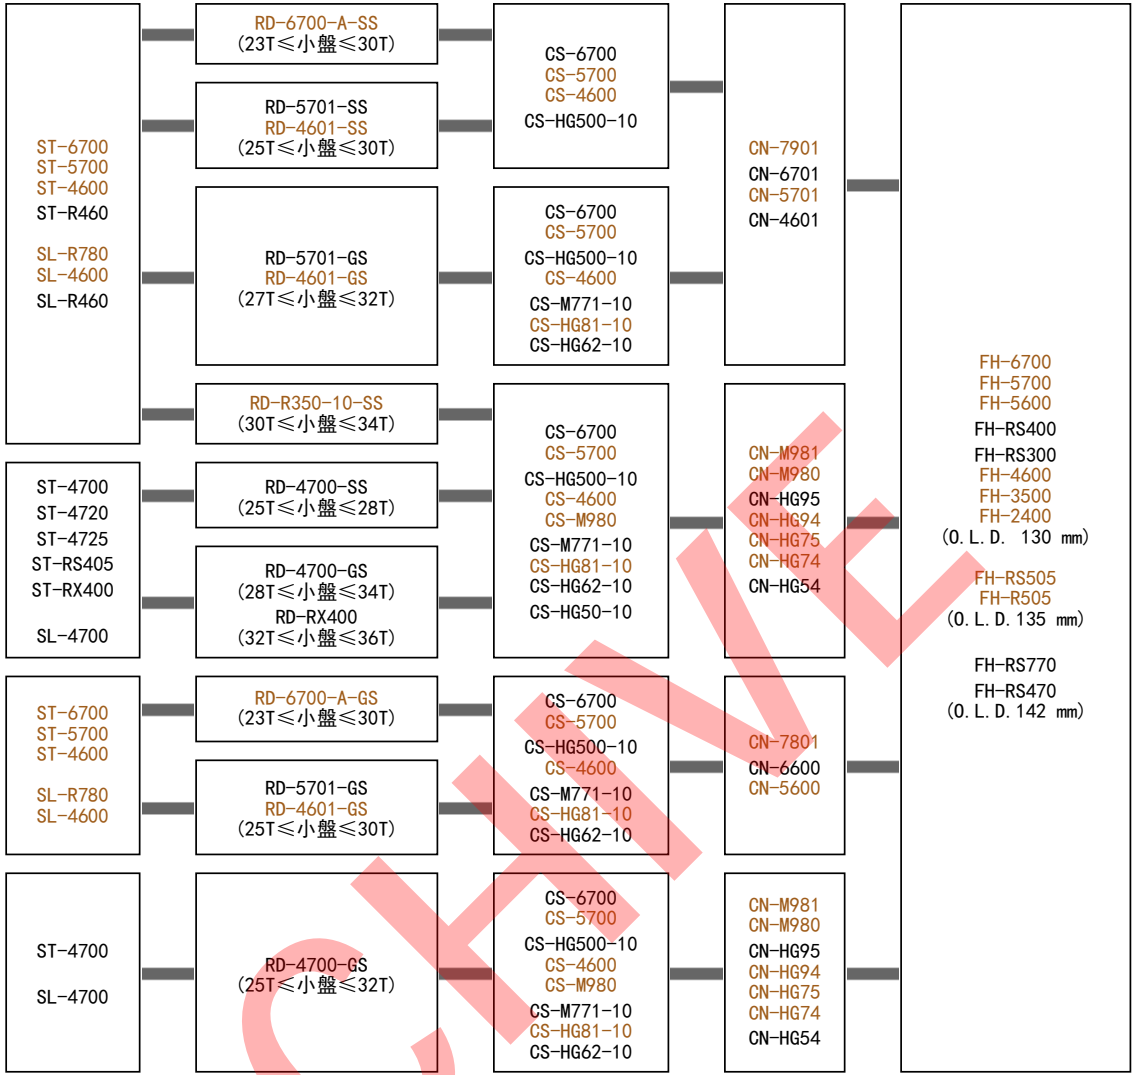 ST-6700
ST-5700
ST-4600
ST-R460
SL-R780
SL-4600
SL-R460
RD-6700-A-SS
(23T≤小盤≤30T)
RD-5701-SS
RD-4601-SS
(25T≤小盤≤30T)
RD-5701-GS
RD-4601-GS
(27T≤小盤≤32T)
RD-R350-10-SS
(30T≤小盤≤34T)
CS-6700
CS-5700
CS-4600
CS-HG500-10
CS-6700
CS-5700
CS-HG500-10
CS-4600
CS-M771-10
CS-HG81-10
CS-HG62-10
CN-7901
CN-6701
CN-5701
CN-4601
ST-4700
ST-4720
ST-4725
ST-RS405
ST-RX400
SL-4700
RD-4700-SS
(25T≤小盤≤28T)
RD-4700-GS
(28T≤小盤≤34T)
RD-RX400
(32T≤小盤≤36T)
CS-6700
CS-5700
CS-HG500-10
CS-4600
CS-M980
CS-M771-10
CS-HG81-10
CS-HG62-10
CS-HG50-10
CN-M981
CN-M980
CN-HG95
CN-HG94
CN-HG75
CN-HG74
CN-HG54
ST-6700
ST-5700
ST-4600
SL-R780
SL-4600
RD-6700-A-GS
(23T≤小盤≤30T)
RD-5701-GS
RD-4601-GS
(25T≤小盤≤30T)
CS-6700
CS-5700
CS-HG500-10
CS-4600
CS-M771-10
CS-HG81-10
CS-HG62-10
CN-7801
CN-6600
CN-5600
ST-4700
SL-4700
RD-4700-GS
(25T≤小盤≤32T)
CS-6700
CS-5700
CS-HG500-10
CS-4600
CS-M980
CS-M771-10
CS-HG81-10
CS-HG62-10
CN-M981
CN-M980
CN-HG95
CN-HG94
CN-HG75
CN-HG74
CN-HG54
FH-6700
FH-5700
FH-5600
FH-RS400
FH-RS300
FH-4600
FH-3500
FH-2400
(O.L.D. 130 mm)
FH-RS505
FH-R505
(O.L.D.135 mm)
FH-RS770
FH-RS470
(O.L.D.142 mm)
CHIVE